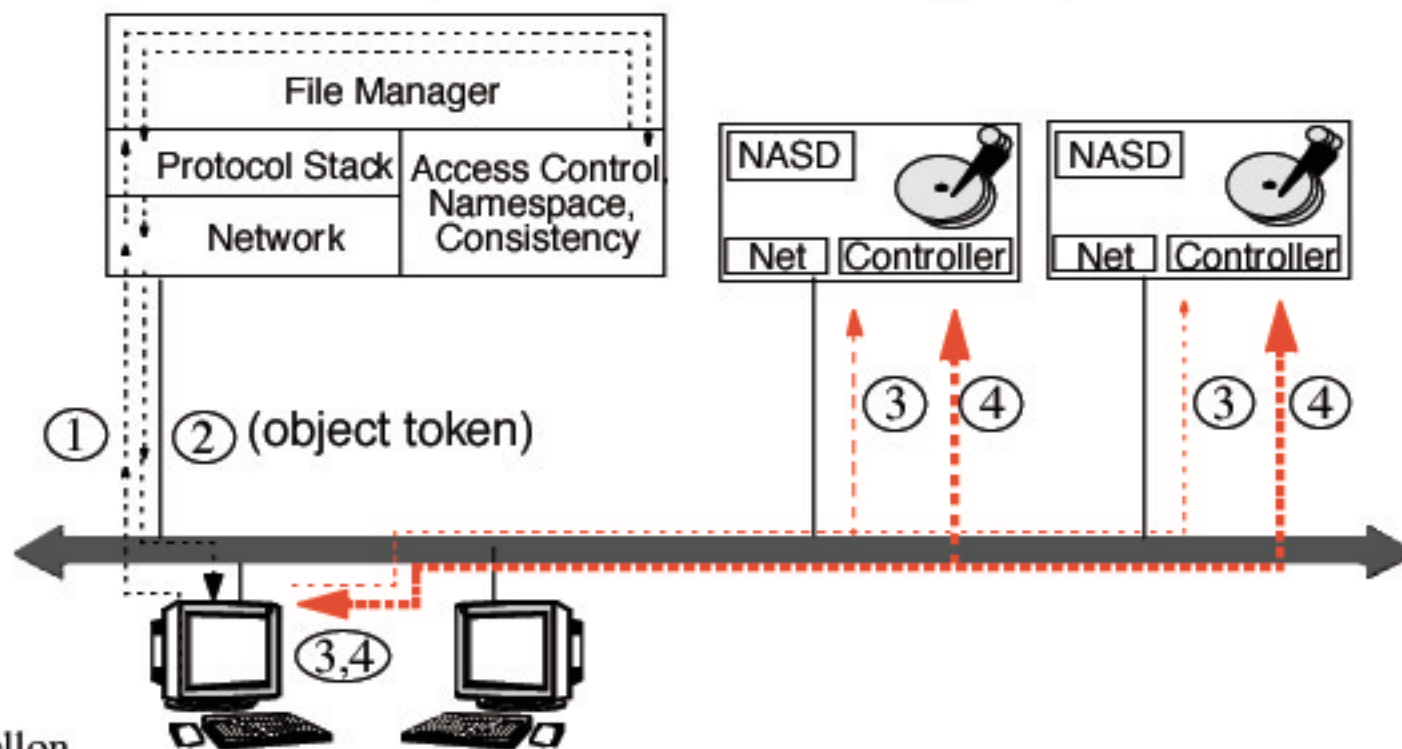 File Manager
Protocol Stack
Network
Access Control,
Namespace,
Consistency
NASD
Net
Controller
NASD
Net
Controller
1
2 (object token)
3
4
3
4
3,4